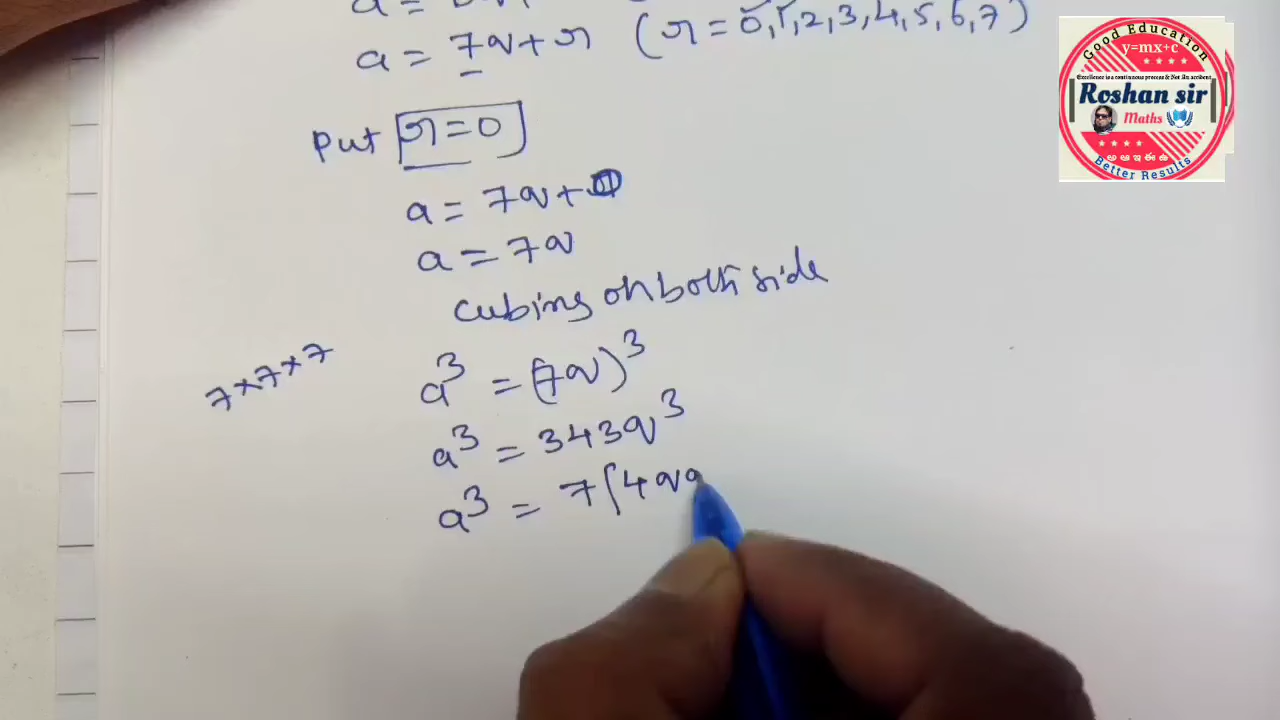 a =
a = 7q + r (r = 0, 1, 2, 3, 4, 5, 6, 7)
Put r = 0
a = 7q + 0
a = 7q
cubing on both side
7×7×7
a³ = (7q)³
a³ = 343q³
a³ = 7(49q
Good Education
y=mx+c
Excellence is a continuous process & Not An accident
Roshan sir
Maths
Better Results